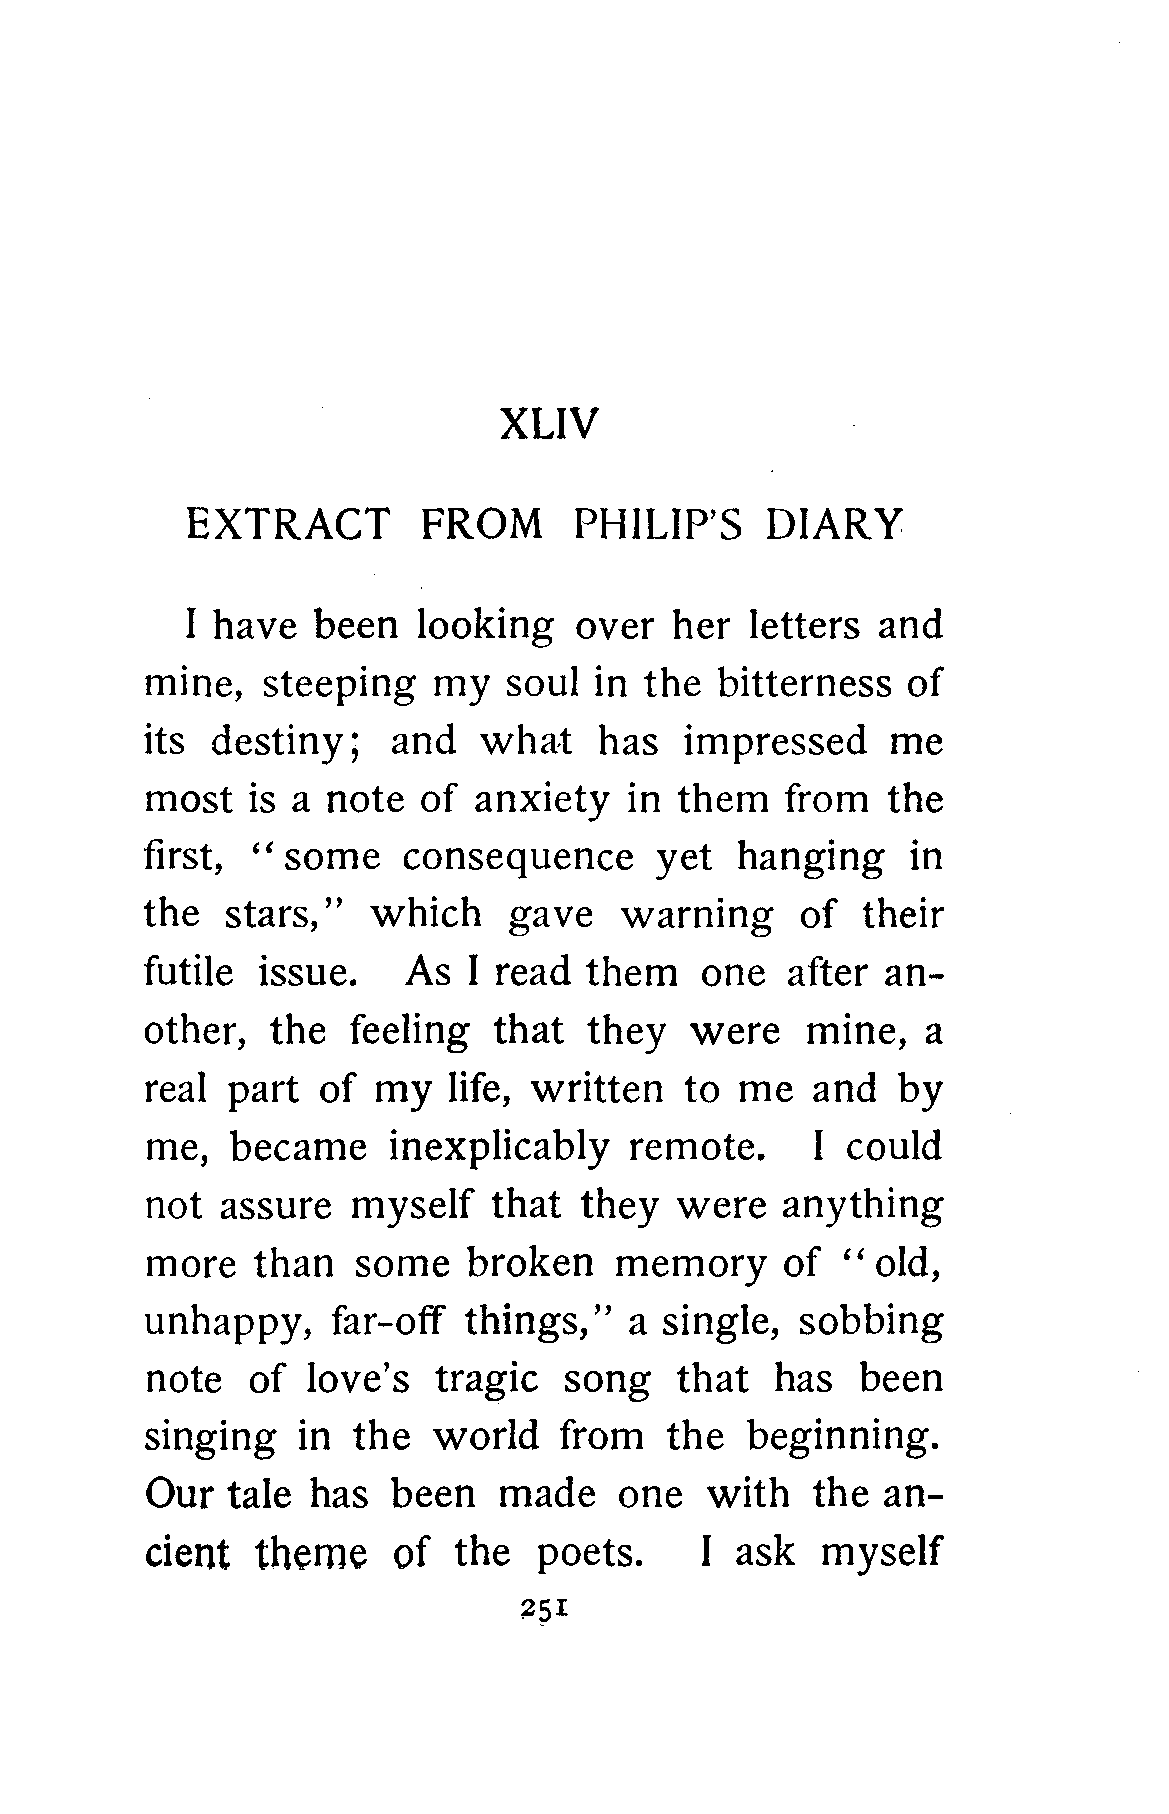 XLIV
EXTRACT FROM PHILIP'S DIARY
I have been looking over her letters and
mine, steeping my soul in the bitterness of
its destiny; and what has impressed me
most is a note of anxiety in them from the
first, “some consequence yet hanging in
the stars,” which gave warning of their
futile issue. As I read them one after an-
other, the feeling that they were mine, a
real part of my life, written to me and by
me, became inexplicably remote. I could
not assure myself that they were anything
more than some broken memory of “old,
unhappy, far-off things,” a single, sobbing
note of love's tragic song that has been
singing in the world from the beginning.
Our tale has been made one with the an-
cient theme of the poets. I ask myself
251